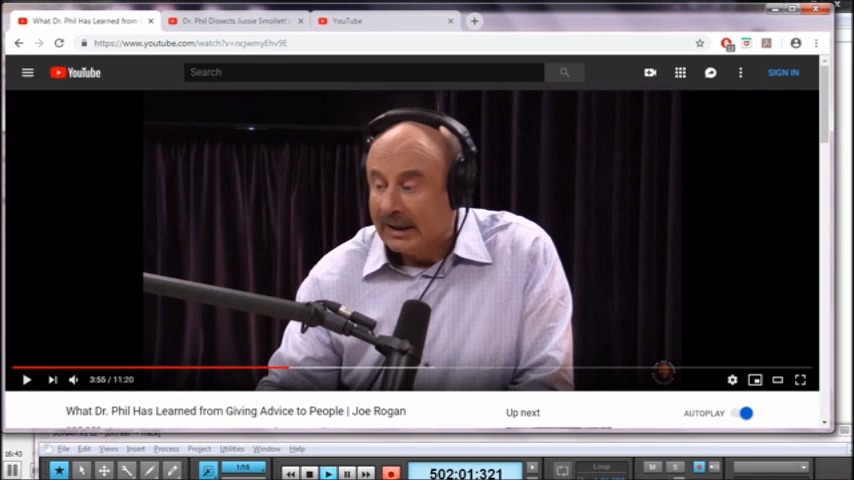 What Dr. Phil Has Learned from
Dr. Phil Dissects Jussie Smollett
YouTube
https://www.youtube.com/watch?v=ncjwmyEhv9E
YouTube
Search
SIGN IN
3:55 / 11:20
What Dr. Phil Has Learned from Giving Advice to People | Joe Rogan
Up next
AUTOPLAY
16:43
File Edit Views Insert Process Project Utilities Window Help
1/16
502:01:321
Loop
M S